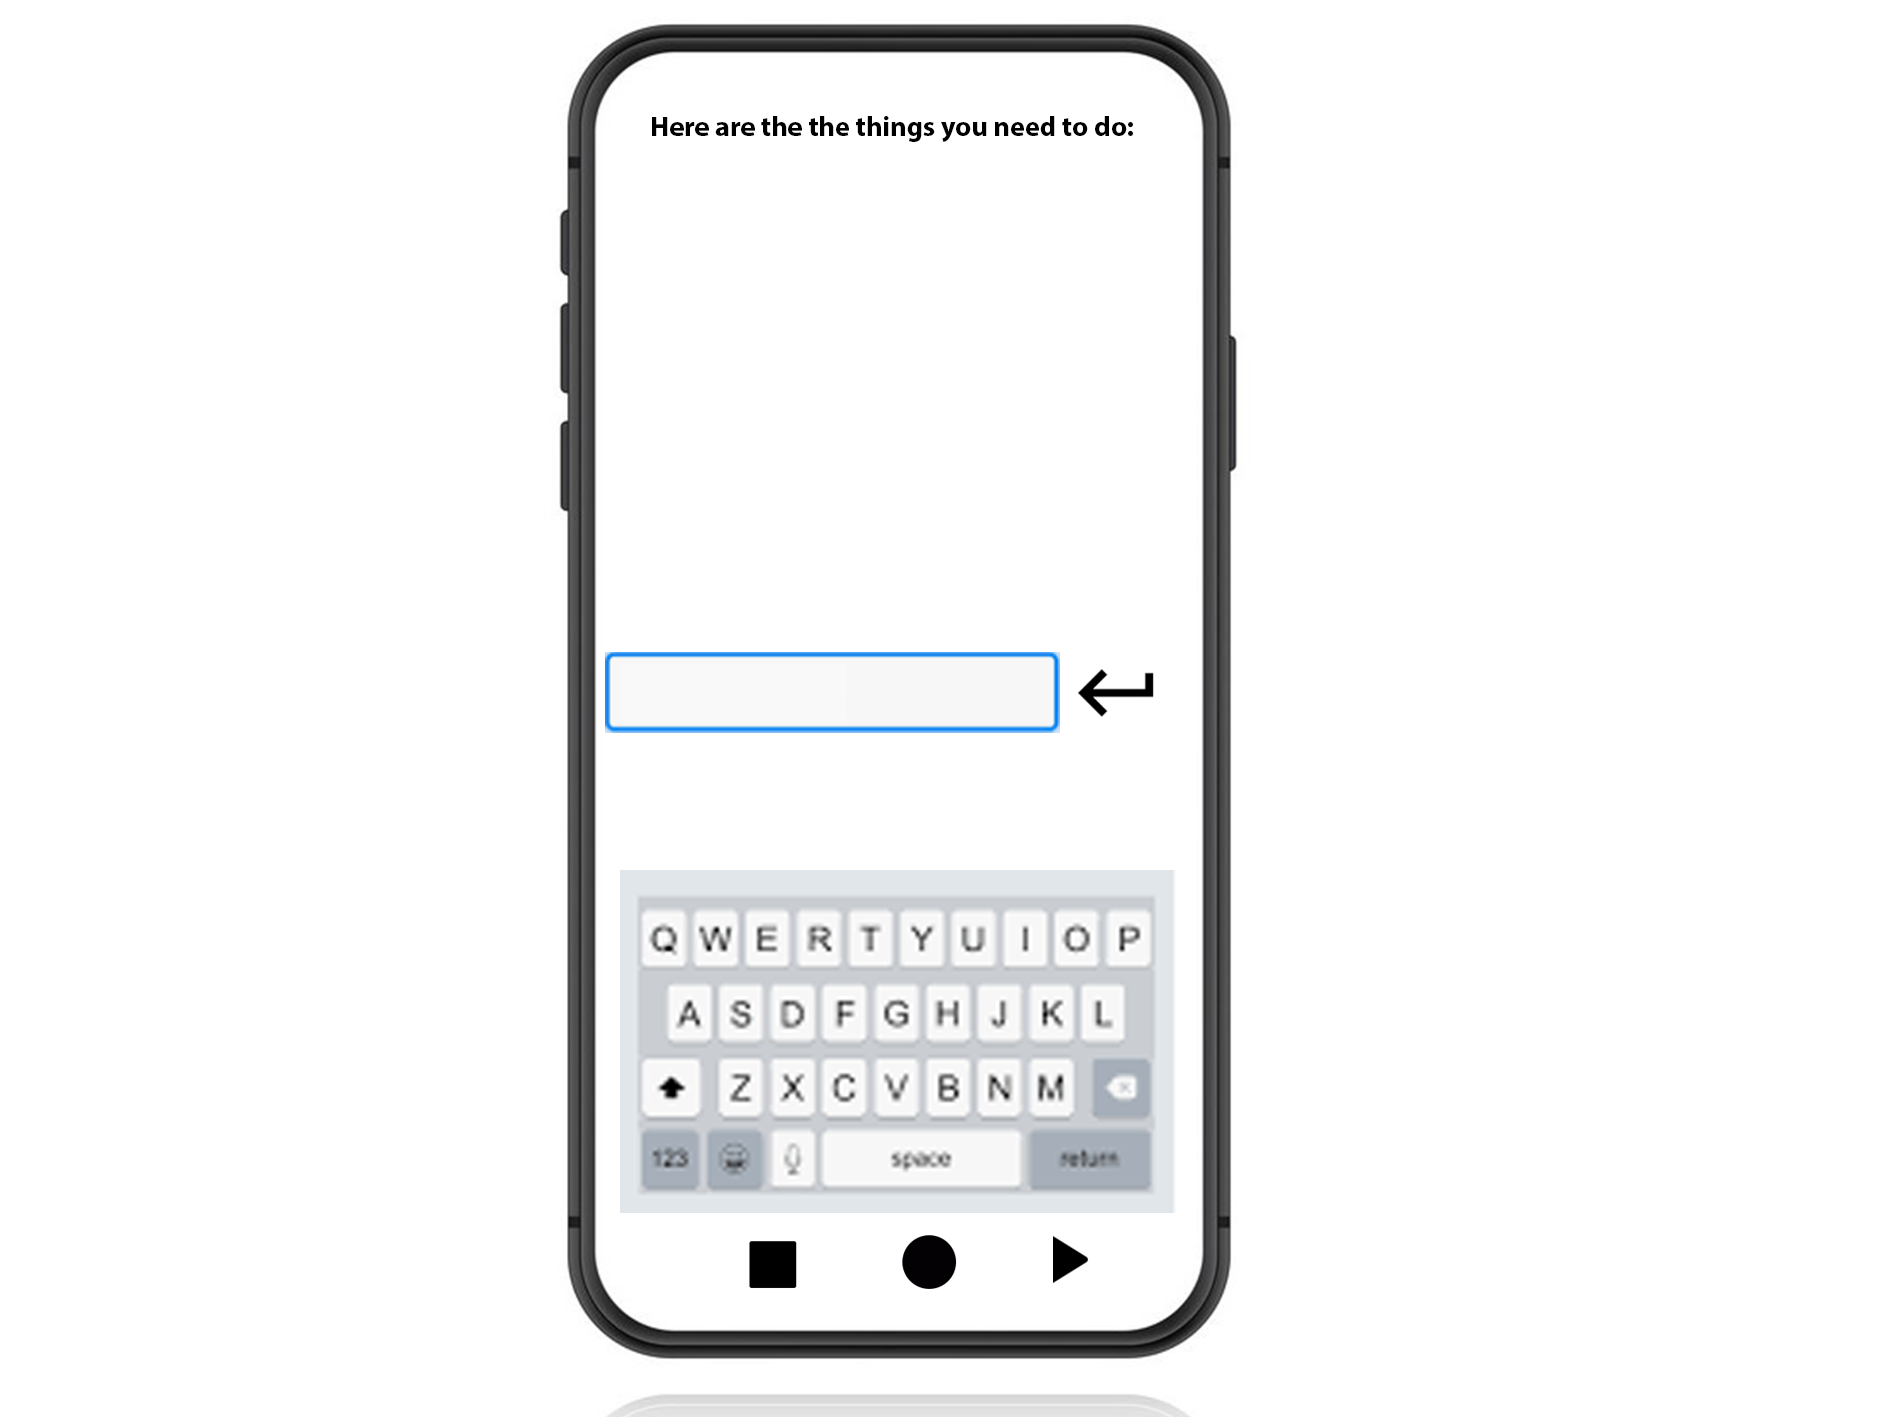 Here are the the things you need to do:
Q W E R T Y U I O P
A S D F G H J K L
Z X C V B N M
123 space return